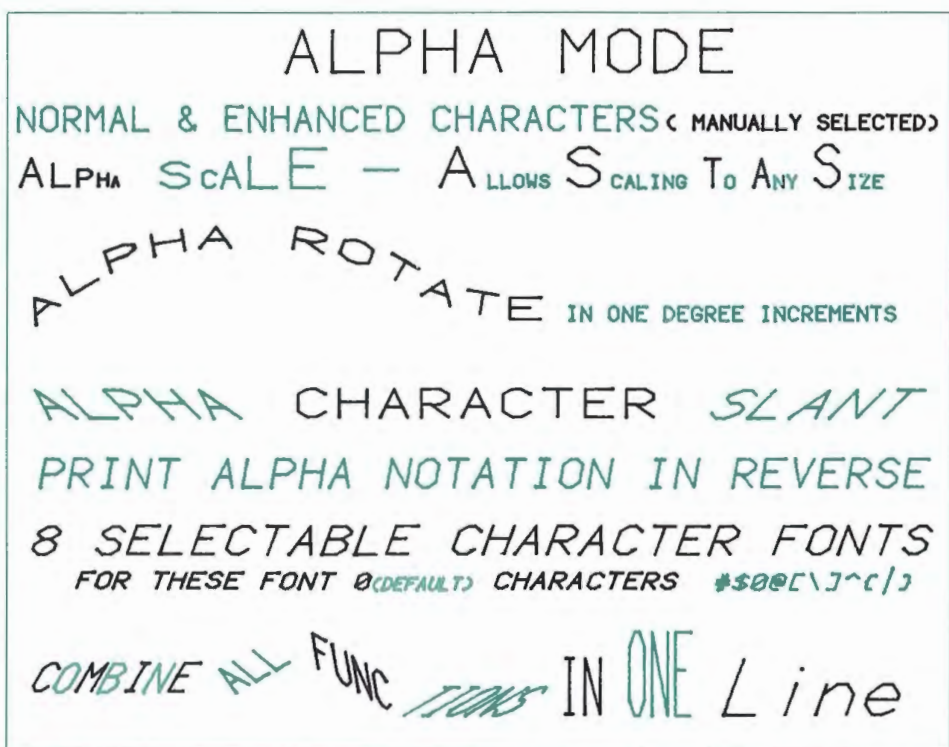 ALPHA MODE
NORMAL & ENHANCED CHARACTERS ( MANUALLY SELECTED)
ALPHA SCALE — ALLOWS SCALING TO ANY SIZE
ALPHA ROTATE IN ONE DEGREE INCREMENTS
ALPHA CHARACTER SLANT
PRINT ALPHA NOTATION IN REVERSE
8 SELECTABLE CHARACTER FONTS
FOR THESE FONT 0(DEFAULT) CHARACTERS #$0@[\]^{/}
COMBINE ALL FUNCTIONS IN ONE Line